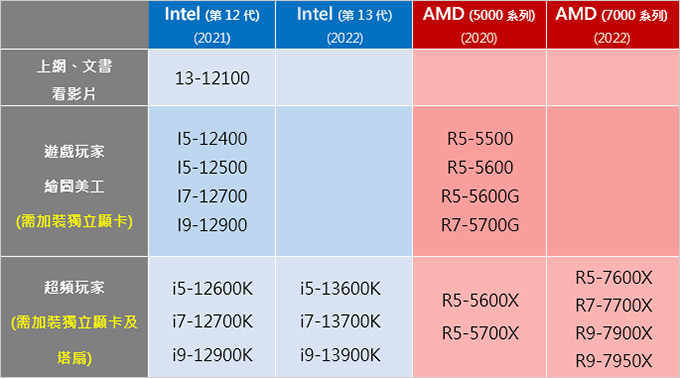 Intel (第 12 代)
(2021)
Intel (第 13 代)
(2022)
AMD (5000 系列)
(2020)
AMD (7000 系列)
(2022)
上網、文書
看影片
13-12100
遊戲玩家
繪圖美工
(需加裝獨立顯卡)
I5-12400
I5-12500
I7-12700
I9-12900
R5-5500
R5-5600
R5-5600G
R7-5700G
超頻玩家
(需加裝獨立顯卡及
塔扇)
i5-12600K
i7-12700K
i9-12900K
i5-13600K
i7-13700K
i9-13900K
R5-5600X
R5-5700X
R5-7600X
R7-7700X
R9-7900X
R9-7950X